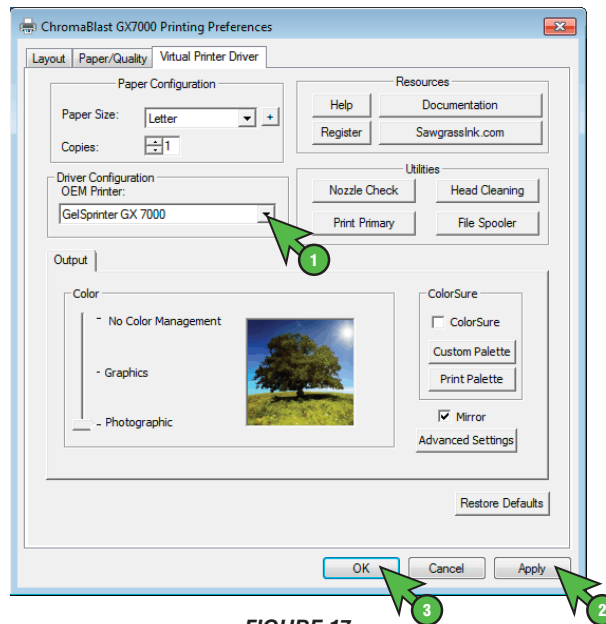 ChromaBlast GX7000 Printing Preferences
Layout
Paper/Quality
Virtual Printer Driver
Paper Configuration
Paper Size:
Letter
+
Copies:
1
Resources
Help
Documentation
Register
SawgrassInk.com
Driver Configuration
OEM Printer:
GelSprinter GX 7000
1
Utilities
Nozzle Check
Head Cleaning
Print Primary
File Spooler
Output
Color
- No Color Management
- Graphics
- Photographic
ColorSure
ColorSure
Custom Palette
Print Palette
Mirror
Advanced Settings
Restore Defaults
OK
Cancel
Apply
3
2
FIGURE 17